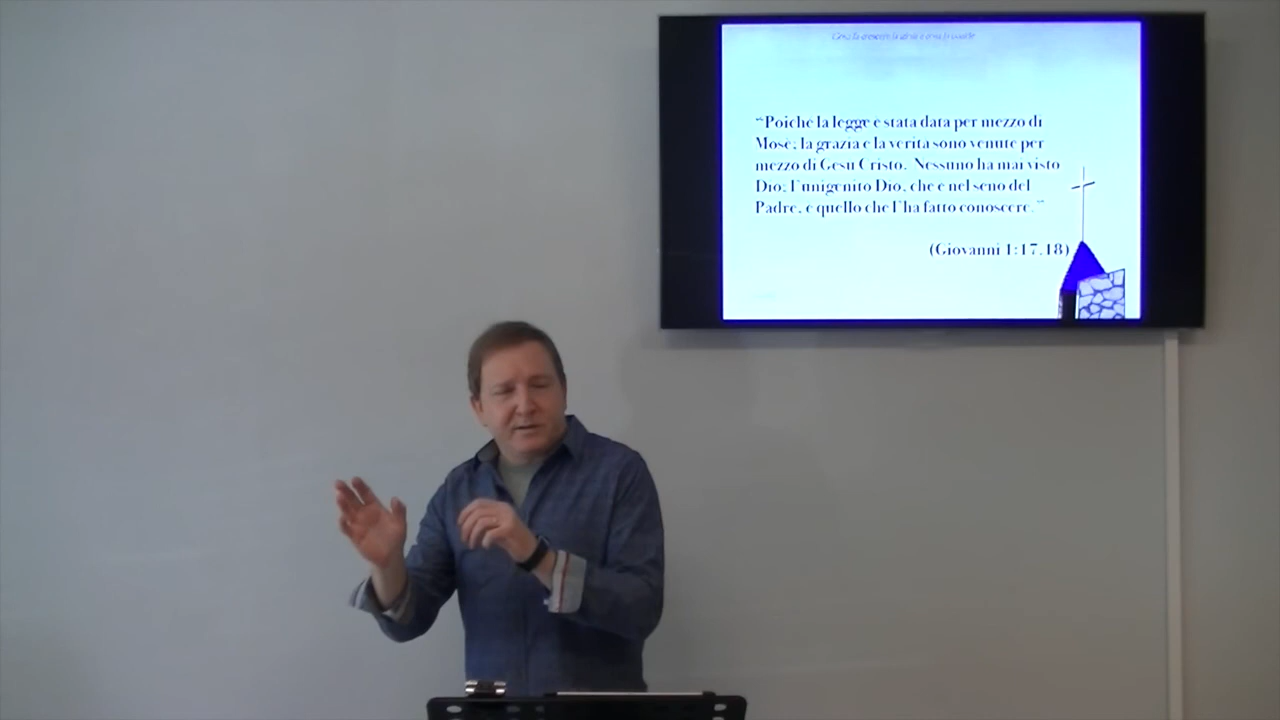 “Poiché la legge è stata data per mezzo di
Mosè; la grazia e la verità sono venute per
mezzo di Gesù Cristo. Nessuno ha mai visto
Dio; l'unigenito Dio, che è nel seno del
Padre, è quello che l'ha fatto conoscere.”
(Giovanni 1:17,18)